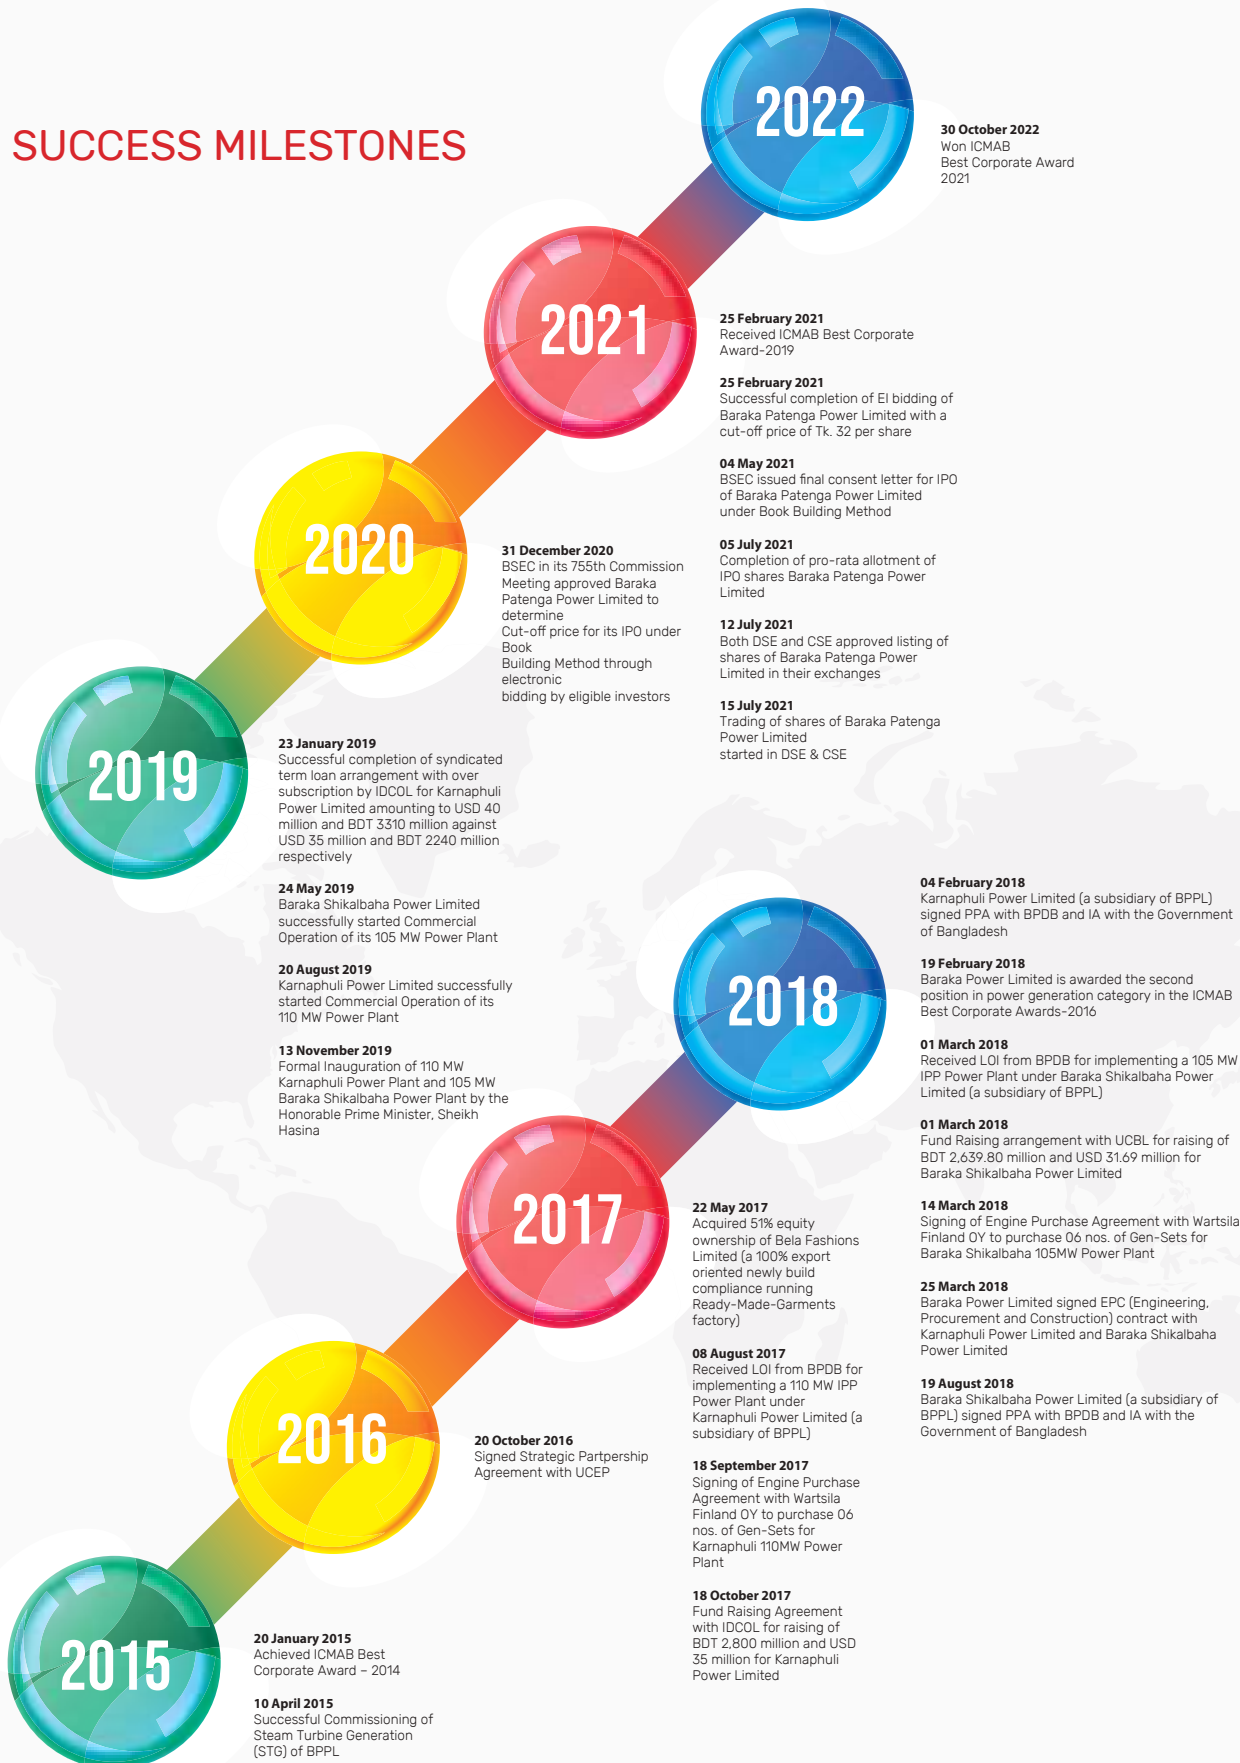 SUCCESS MILESTONES
2022
30 October 2022
Won ICMAB
Best Corporate Award
2021
2021
25 February 2021
Received ICMAB Best Corporate
Award-2019
25 February 2021
Successful completion of EI bidding of
Baraka Patenga Power Limited with a
cut-off price of Tk. 32 per share
04 May 2021
BSEC issued final consent letter for IPO
of Baraka Patenga Power Limited
under Book Building Method
05 July 2021
Completion of pro-rata allotment of
IPO shares Baraka Patenga Power
Limited
12 July 2021
Both DSE and CSE approved listing of
shares of Baraka Patenga Power
Limited in their exchanges
15 July 2021
Trading of shares of Baraka Patenga
Power Limited
started in DSE & CSE
2020
31 December 2020
BSEC in its 755th Commission
Meeting approved Baraka
Patenga Power Limited to
determine
Cut-off price for its IPO under
Book
Building Method through
electronic
bidding by eligible investors
2019
23 January 2019
Successful completion of syndicated
term loan arrangement with over
subscription by IDCOL for Karnaphuli
Power Limited amounting to USD 40
million and BDT 3310 million against
USD 35 million and BDT 2240 million
respectively
24 May 2019
Baraka Shikalbaha Power Limited
successfully started Commercial
Operation of its 105 MW Power Plant
20 August 2019
Karnaphuli Power Limited successfully
started Commercial Operation of its
110 MW Power Plant
13 November 2019
Formal Inauguration of 110 MW
Karnaphuli Power Plant and 105 MW
Baraka Shikalbaha Power Plant by the
Honorable Prime Minister, Sheikh
Hasina
2018
04 February 2018
Karnaphuli Power Limited (a subsidiary of BPPL)
signed PPA with BPDB and IA with the Government
of Bangladesh
19 February 2018
Baraka Power Limited is awarded the second
position in power generation category in the ICMAB
Best Corporate Awards-2016
01 March 2018
Received LOI from BPDB for implementing a 105 MW
IPP Power Plant under Baraka Shikalbaha Power
Limited (a subsidiary of BPPL)
01 March 2018
Fund Raising arrangement with UCBL for raising of
BDT 2,639.80 million and USD 31.69 million for
Baraka Shikalbaha Power Limited
14 March 2018
Signing of Engine Purchase Agreement with Wartsila
Finland OY to purchase 06 nos. of Gen-Sets for
Baraka Shikalbaha 105MW Power Plant
25 March 2018
Baraka Power Limited signed EPC (Engineering,
Procurement and Construction) contract with
Karnaphuli Power Limited and Baraka Shikalbaha
Power Limited
19 August 2018
Baraka Shikalbaha Power Limited (a subsidiary of
BPPL) signed PPA with BPDB and IA with the
Government of Bangladesh
2017
22 May 2017
Acquired 51% equity
ownership of Bela Fashions
Limited (a 100% export
oriented newly build
compliance running
Ready-Made-Garments
factory)
08 August 2017
Received LOI from BPDB for
implementing a 110 MW IPP
Power Plant under
Karnaphuli Power Limited (a
subsidiary of BPPL)
18 September 2017
Signing of Engine Purchase
Agreement with Wartsila
Finland OY to purchase 06
nos. of Gen-Sets for
Karnaphuli 110MW Power
Plant
18 October 2017
Fund Raising Agreement
with IDCOL for raising of
BDT 2,800 million and USD
35 million for Karnaphuli
Power Limited
2016
20 October 2016
Signed Strategic Partpership
Agreement with UCEP
2015
20 January 2015
Achieved ICMAB Best
Corporate Award – 2014
10 April 2015
Successful Commissioning of
Steam Turbine Generation
(STG) of BPPL